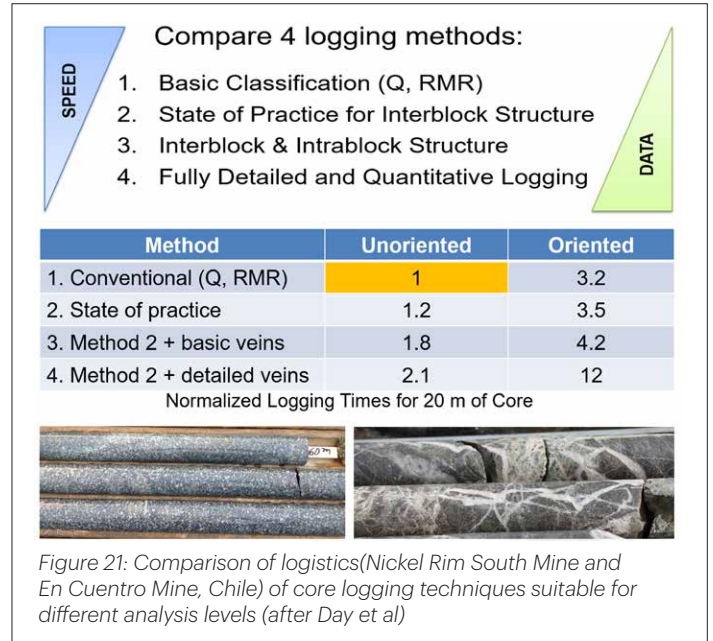 Compare 4 logging methods:
SPEED
1. Basic Classification (Q, RMR)
2. State of Practice for Interblock Structure
3. Interblock & Intrablock Structure
4. Fully Detailed and Quantitative Logging
DATA
Method Unoriented Oriented
1. Conventional (Q, RMR) 1 3.2
2. State of practice 1.2 3.5
3. Method 2 + basic veins 1.8 4.2
4. Method 2 + detailed veins 2.1 12
Normalized Logging Times for 20 m of Core
Figure 21: Comparison of logistics(Nickel Rim South Mine and
En Cuentro Mine, Chile) of core logging techniques suitable for
different analysis levels (after Day et al)